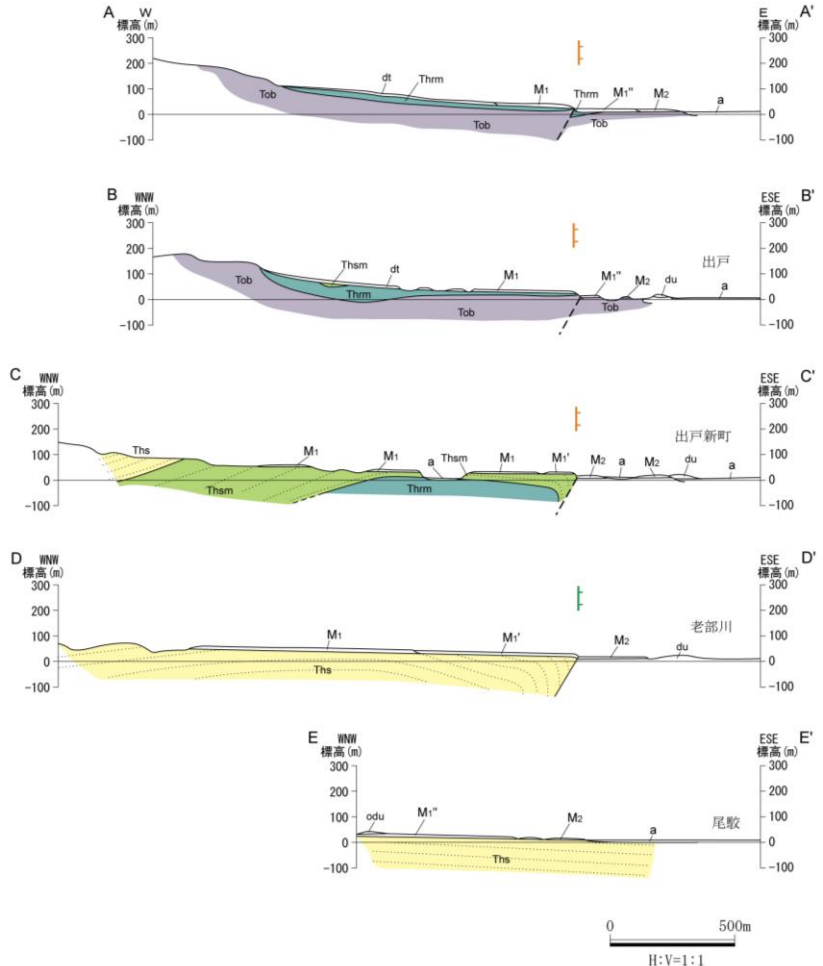 A W E A'
標高(m) 標高(m)
300 300
200 200
100 dt Thrm M1 Thrm M1'' M2 a 100
0 Tob Tob Tob 0
-100 -100
B WNW ESE B'
標高(m) 標高(m)
300 300
200 出戸 200
100 Thsm dt M1 M1'' M2 du a 100
0 Tob Thrm Tob Tob 0
-100 -100
C WNW ESE C'
標高(m) 標高(m)
300 300
200 出戸新町 200
100 Ths M1 M1 a Thsm M1 M1' M2 a M2 du a 100
0 Thsm Thrm 0
-100 -100
D WNW ESE D'
標高(m) 標高(m)
300 300
200 老部川 200
100 M1 M1' M2 du 100
0 Ths 0
-100 -100
E WNW ESE E'
標高(m) 標高(m)
300 300
200 200
100 odu M1'' M2 a 尾駮 100
0 Ths 0
-100 -100
0 500m
H:V=1:1